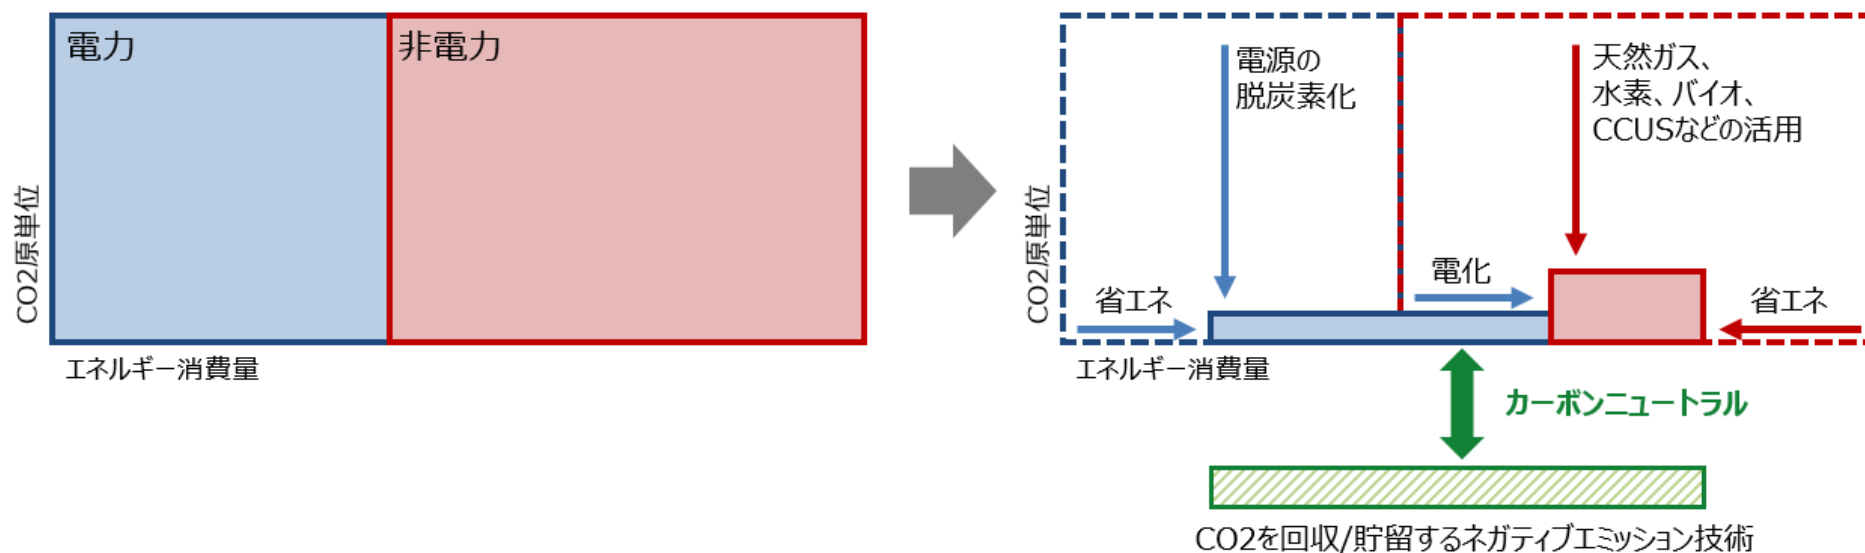 電力
非電力
CO2原単位
エネルギー消費量
電源の
脱炭素化
天然ガス、
水素、バイオ、
CCUSなどの活用
CO2原単位
省エネ
電化
省エネ
エネルギー消費量
カーボンニュートラル
CO2を回収/貯留するネガティブエミッション技術